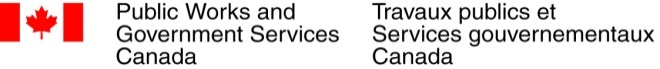 Public Works and
Government Services
Canada
Travaux publics et
Services gouvernementaux
Canada